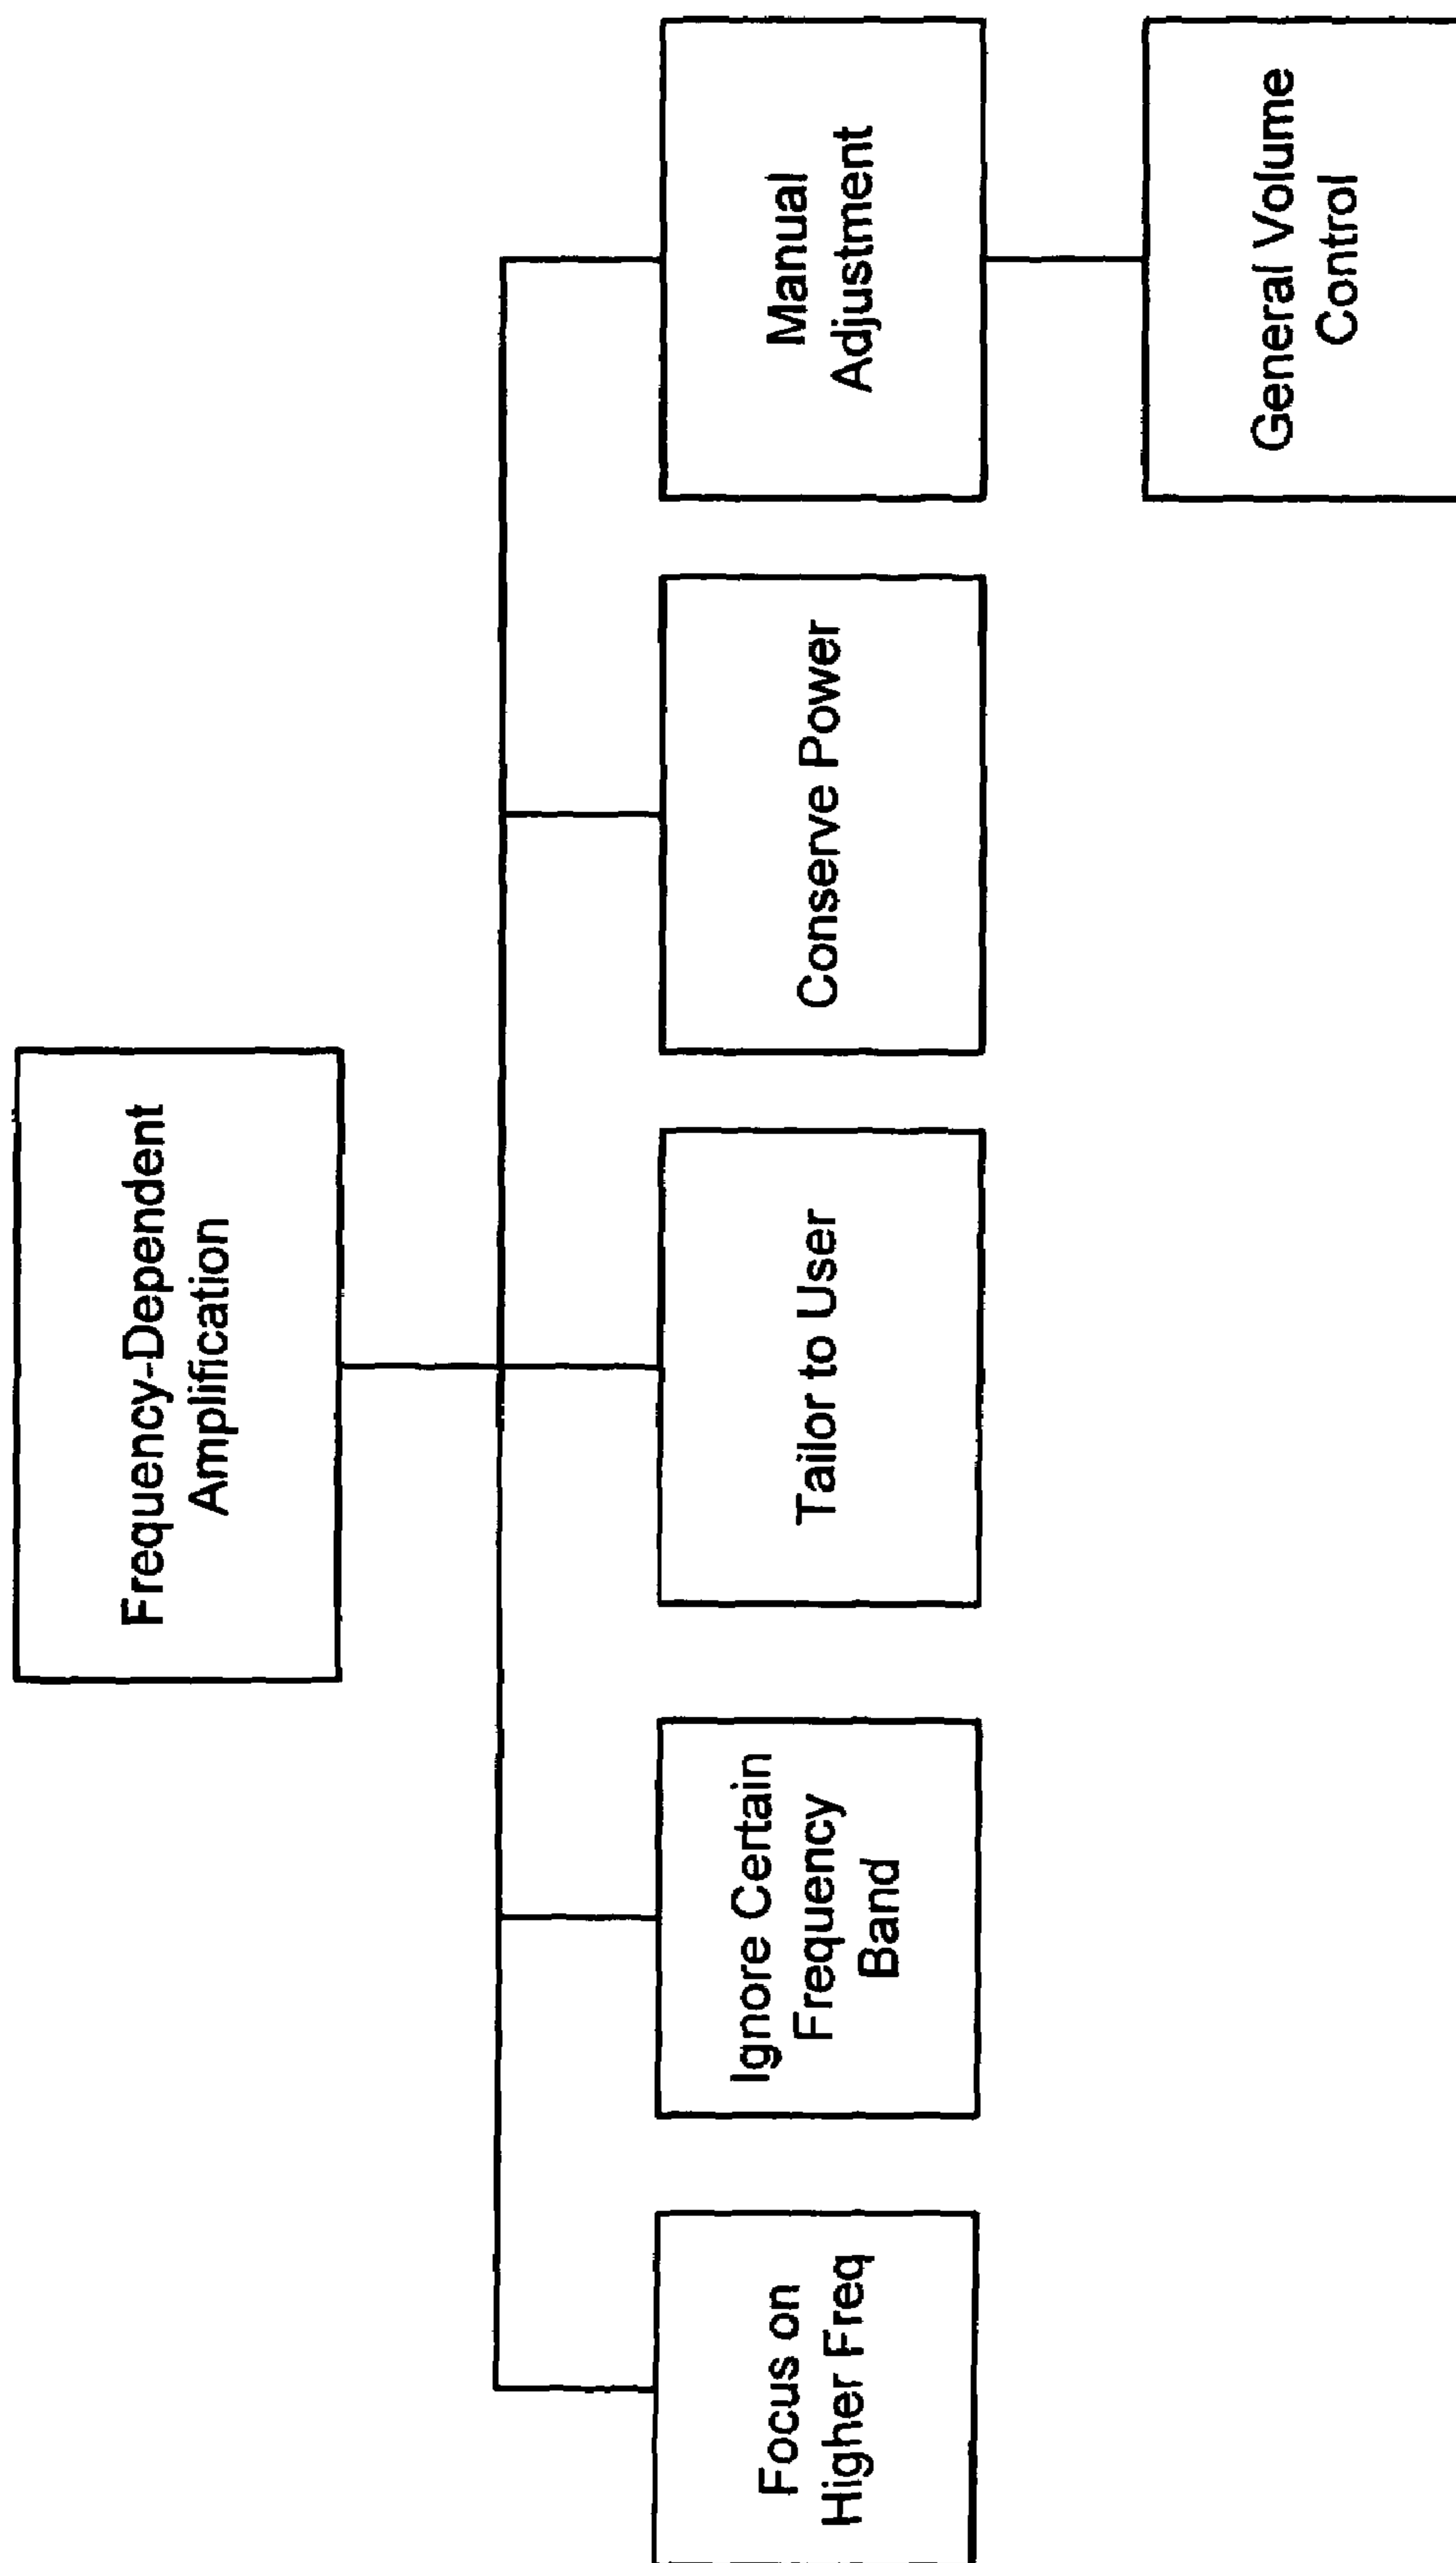 Frequency-Dependent
Amplification
Focus on
Higher Freq
Ignore Certain
Frequency
Band
Tailor to User
Conserve Power
Manual
Adjustment
General Volume
Control